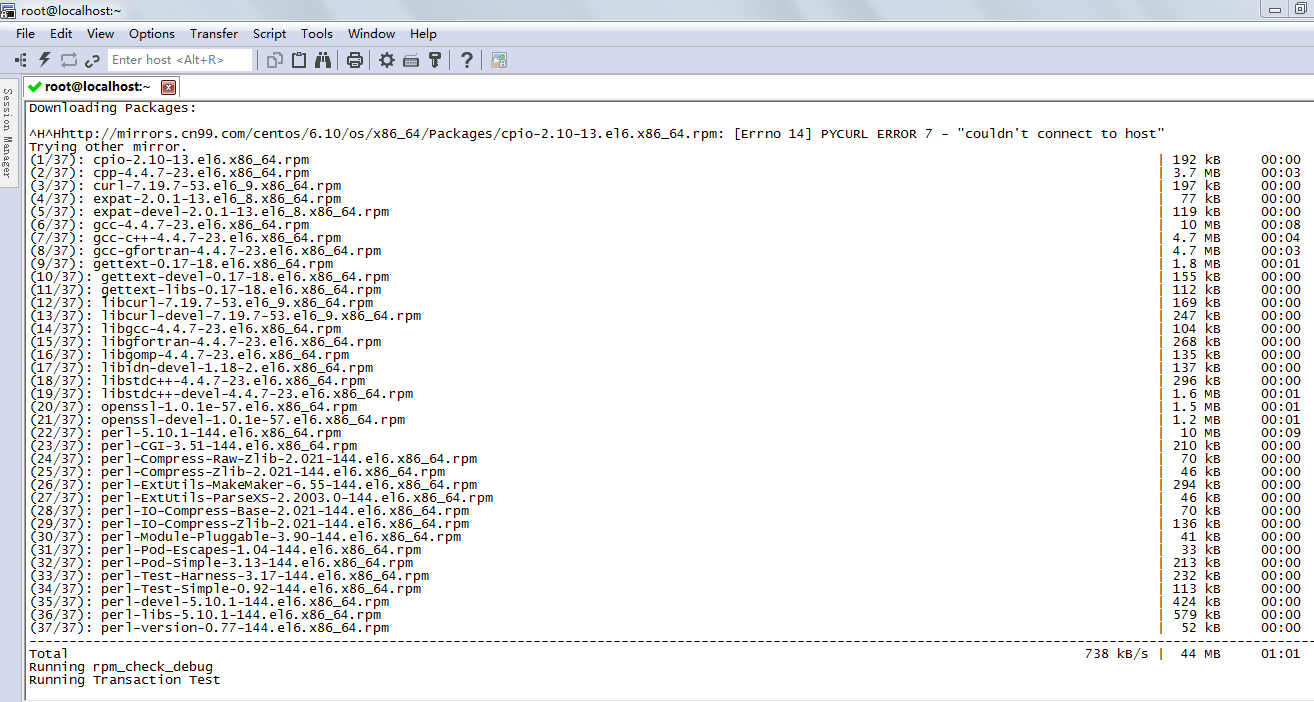 root@localhost:~
File Edit View Options Transfer Script Tools Window Help
Enter host <Alt+R>
Session Manager
root@localhost:~
Downloading Packages:
^H^Hhttp://mirrors.cn99.com/centos/6.10/os/x86_64/Packages/cpio-2.10-13.el6.x86_64.rpm: [Errno 14] PYCURL ERROR 7 - "couldn't connect to host"
Trying other mirror.
(1/37): cpio-2.10-13.el6.x86_64.rpm | 192 kB 00:00
(2/37): cpp-4.4.7-23.el6.x86_64.rpm | 3.7 MB 00:03
(3/37): curl-7.19.7-53.el6_9.x86_64.rpm | 197 kB 00:00
(4/37): expat-2.0.1-13.el6_8.x86_64.rpm | 77 kB 00:00
(5/37): expat-devel-2.0.1-13.el6_8.x86_64.rpm | 119 kB 00:00
(6/37): gcc-4.4.7-23.el6.x86_64.rpm | 10 MB 00:08
(7/37): gcc-c++-4.4.7-23.el6.x86_64.rpm | 4.7 MB 00:04
(8/37): gcc-gfortran-4.4.7-23.el6.x86_64.rpm | 4.7 MB 00:03
(9/37): gettext-0.17-18.el6.x86_64.rpm | 1.8 MB 00:01
(10/37): gettext-devel-0.17-18.el6.x86_64.rpm | 155 kB 00:00
(11/37): gettext-libs-0.17-18.el6.x86_64.rpm | 112 kB 00:00
(12/37): libcurl-7.19.7-53.el6_9.x86_64.rpm | 169 kB 00:00
(13/37): libcurl-devel-7.19.7-53.el6_9.x86_64.rpm | 247 kB 00:00
(14/37): libgcc-4.4.7-23.el6.x86_64.rpm | 104 kB 00:00
(15/37): libgfortran-4.4.7-23.el6.x86_64.rpm | 268 kB 00:00
(16/37): libgomp-4.4.7-23.el6.x86_64.rpm | 135 kB 00:00
(17/37): libidn-devel-1.18-2.el6.x86_64.rpm | 137 kB 00:00
(18/37): libstdc++-4.4.7-23.el6.x86_64.rpm | 296 kB 00:00
(19/37): libstdc++-devel-4.4.7-23.el6.x86_64.rpm | 1.6 MB 00:01
(20/37): openssl-1.0.1e-57.el6.x86_64.rpm | 1.5 MB 00:01
(21/37): openssl-devel-1.0.1e-57.el6.x86_64.rpm | 1.2 MB 00:01
(22/37): perl-5.10.1-144.el6.x86_64.rpm | 10 MB 00:09
(23/37): perl-CGI-3.51-144.el6.x86_64.rpm | 210 kB 00:00
(24/37): perl-Compress-Raw-Zlib-2.021-144.el6.x86_64.rpm | 70 kB 00:00
(25/37): perl-Compress-Zlib-2.021-144.el6.x86_64.rpm | 46 kB 00:00
(26/37): perl-ExtUtils-MakeMaker-6.55-144.el6.x86_64.rpm | 294 kB 00:00
(27/37): perl-ExtUtils-ParseXS-2.2003.0-144.el6.x86_64.rpm | 46 kB 00:00
(28/37): perl-IO-Compress-Base-2.021-144.el6.x86_64.rpm | 70 kB 00:00
(29/37): perl-IO-Compress-Zlib-2.021-144.el6.x86_64.rpm | 136 kB 00:00
(30/37): perl-Module-Pluggable-3.90-144.el6.x86_64.rpm | 41 kB 00:00
(31/37): perl-Pod-Escapes-1.04-144.el6.x86_64.rpm | 33 kB 00:00
(32/37): perl-Pod-Simple-3.13-144.el6.x86_64.rpm | 213 kB 00:00
(33/37): perl-Test-Harness-3.17-144.el6.x86_64.rpm | 232 kB 00:00
(34/37): perl-Test-Simple-0.92-144.el6.x86_64.rpm | 113 kB 00:00
(35/37): perl-devel-5.10.1-144.el6.x86_64.rpm | 424 kB 00:00
(36/37): perl-libs-5.10.1-144.el6.x86_64.rpm | 579 kB 00:00
(37/37): perl-version-0.77-144.el6.x86_64.rpm | 52 kB 00:00
Total 738 kB/s | 44 MB 01:01
Running rpm_check_debug
Running Transaction Test